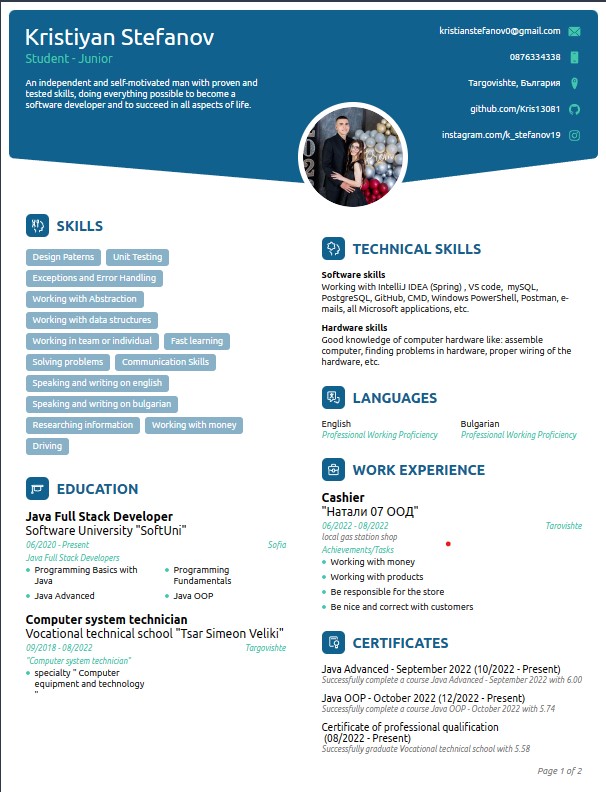 Kristiyan Stefanov
Student - Junior
An independent and self-motivated man with proven and
tested skills, doing everything possible to become a
software developer and to succeed in all aspects of life.
kristianstefanov0@gmail.com
0876334338
Targovishte, България
github.com/Kris13081
instagram.com/k_stefanov19
SKILLS
Design Paterns
Unit Testing
Exceptions and Error Handling
Working with Abstraction
Working with data structures
Working in team or individual
Fast learning
Solving problems
Communication Skills
Speaking and writing on english
Speaking and writing on bulgarian
Researching information
Working with money
Driving
EDUCATION
Java Full Stack Developer
Software University "SoftUni"
06/2020 - Present
Sofia
Java Full Stack Developers
Programming Basics with
Java
Programming
Fundamentals
Java Advanced
Java OOP
Computer system technician
Vocational technical school "Tsar Simeon Veliki"
09/2018 - 08/2022
Targovishte
"Computer system technician"
specialty " Computer
equipment and technology
"
TECHNICAL SKILLS
Software skills
Working with IntelliJ IDEA (Spring) , VS code, mySQL,
PostgreSQL, GitHub, CMD, Windows PowerShell, Postman, e-
mails, all Microsoft applications, etc.
Hardware skills
Good knowledge of computer hardware like: assemble
computer, finding problems in hardware, proper wiring of the
hardware, etc.
LANGUAGES
English
Professional Working Proficiency
Bulgarian
Professional Working Proficiency
WORK EXPERIENCE
Cashier
"Натали 07 ООД"
06/2022 - 08/2022
Tarovishte
local gas station shop
Achievements/Tasks
Working with money
Working with products
Be responsible for the store
Be nice and correct with customers
CERTIFICATES
Java Advanced - September 2022 (10/2022 - Present)
Successfully complete a course Java Advanced - September 2022 with 6.00
Java OOP - October 2022 (12/2022 - Present)
Successfully complete a course Java OOP - October 2022 with 5.74
Certificate of professional qualification
(08/2022 - Present)
Successfully graduate Vocational technical school with 5.58
Page 1 of 2